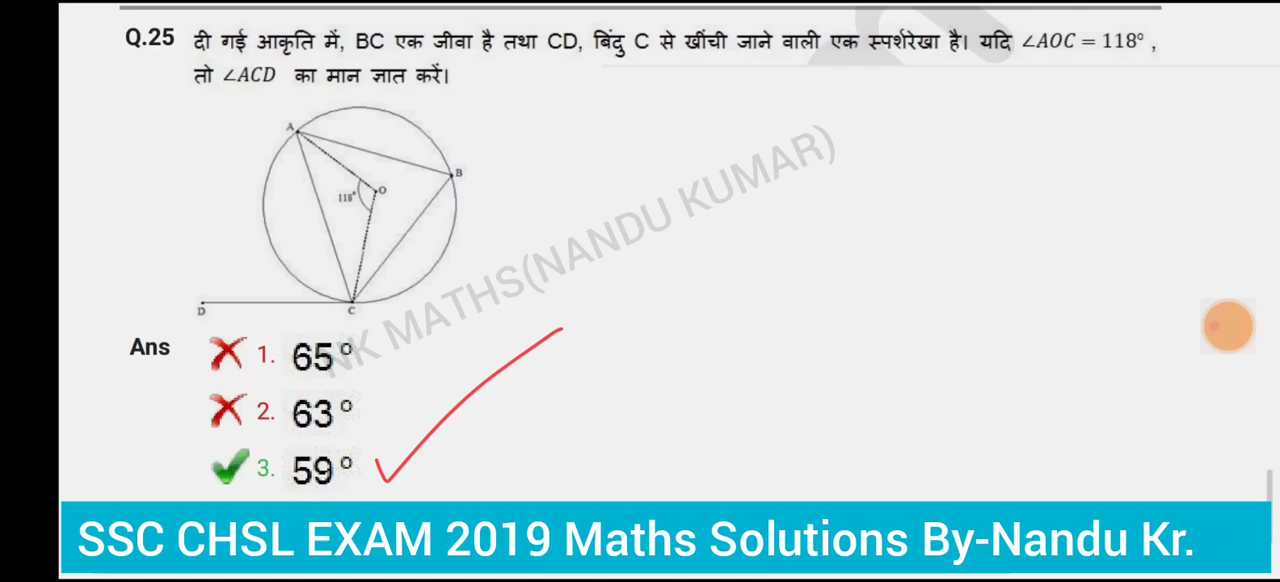 Q.25 दी गई आकृति में, BC एक जीवा है तथा CD, बिंदु C से खींची जाने वाली एक स्पर्शरेखा है। यदि ∠AOC = 118° ,
तो ∠ACD का मान ज्ञात करें।
A
B
O
118°
D
C
NK MATHS(NANDU KUMAR)
Ans
1. 65°
2. 63°
3. 59°
SSC CHSL EXAM 2019 Maths Solutions By-Nandu Kr.